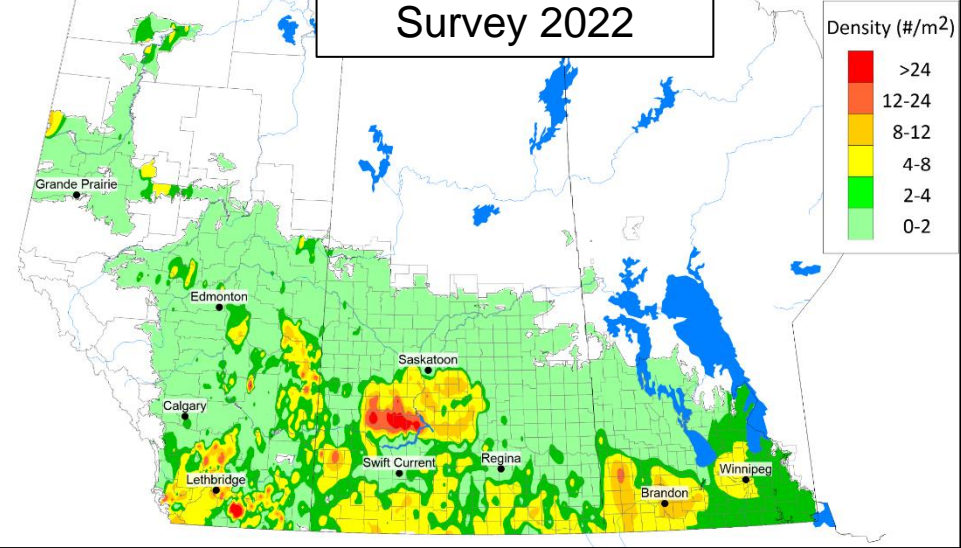 Survey 2022
Density (#/m2)
>24
12-24
8-12
4-8
2-4
0-2
Grande Prairie
Edmonton
Saskatoon
Calgary
Swift Current
Regina
Lethbridge
Winnipeg
Brandon